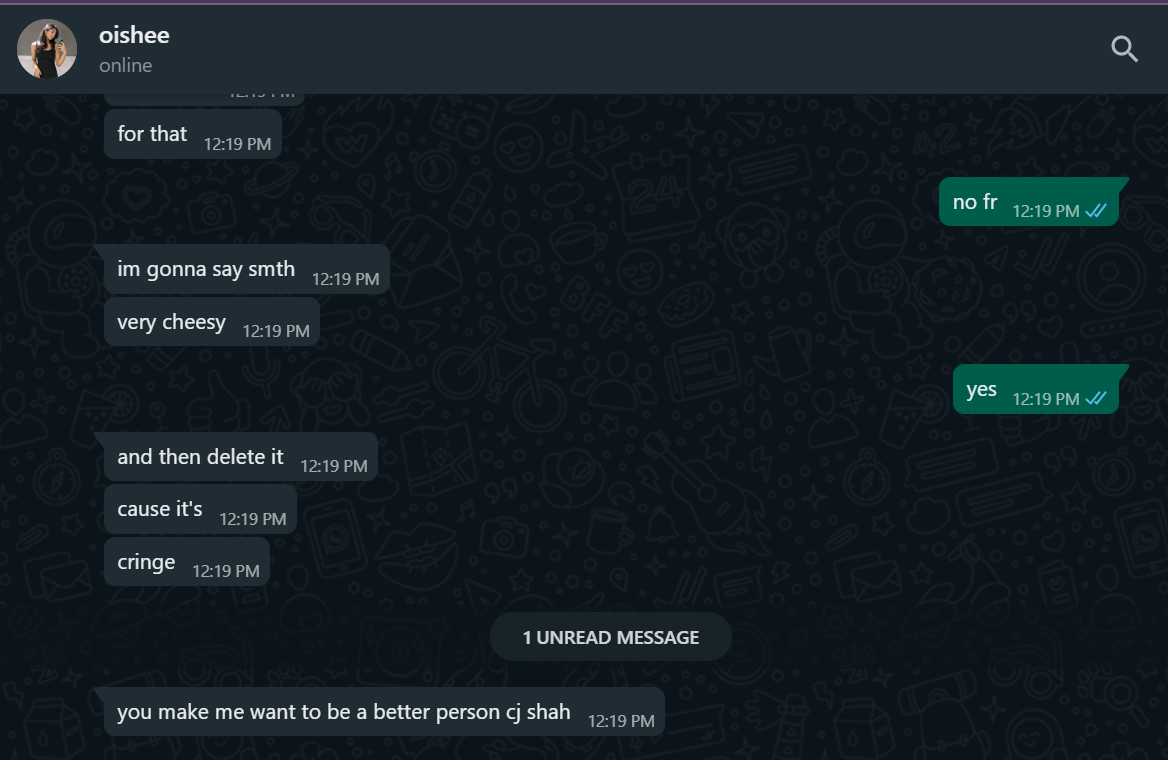 oishee
online
12:19 PM
for that 12:19 PM
no fr 12:19 PM
im gonna say smth 12:19 PM
very cheesy 12:19 PM
yes 12:19 PM
and then delete it 12:19 PM
cause it's 12:19 PM
cringe 12:19 PM
1 UNREAD MESSAGE
you make me want to be a better person cj shah 12:19 PM